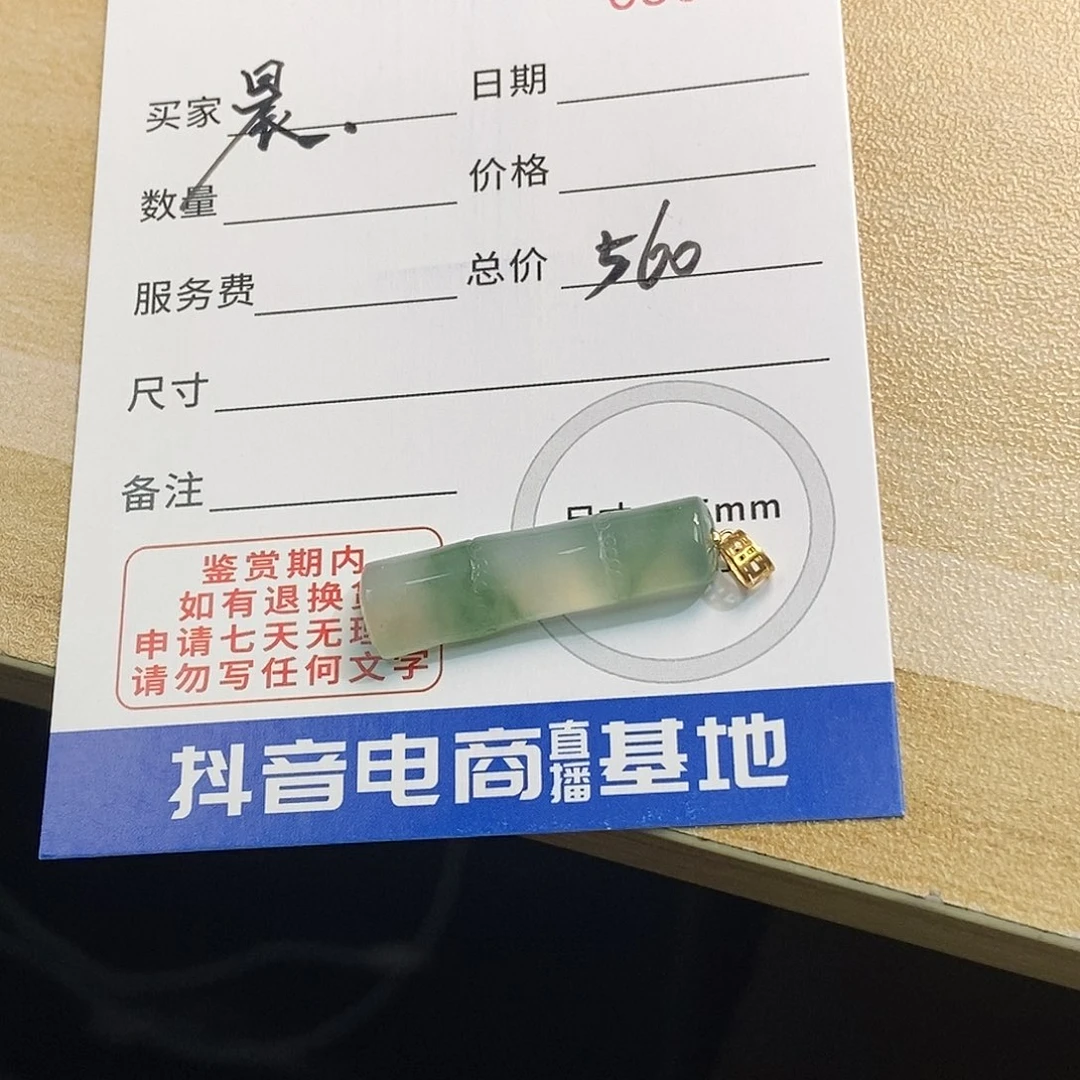 买家 晨. 日期
数量 价格
服务费 总价 560
尺寸
备注
mm
鉴赏期内
如有退换
申请七天无理
请勿写任何文字
抖音电商直播基地